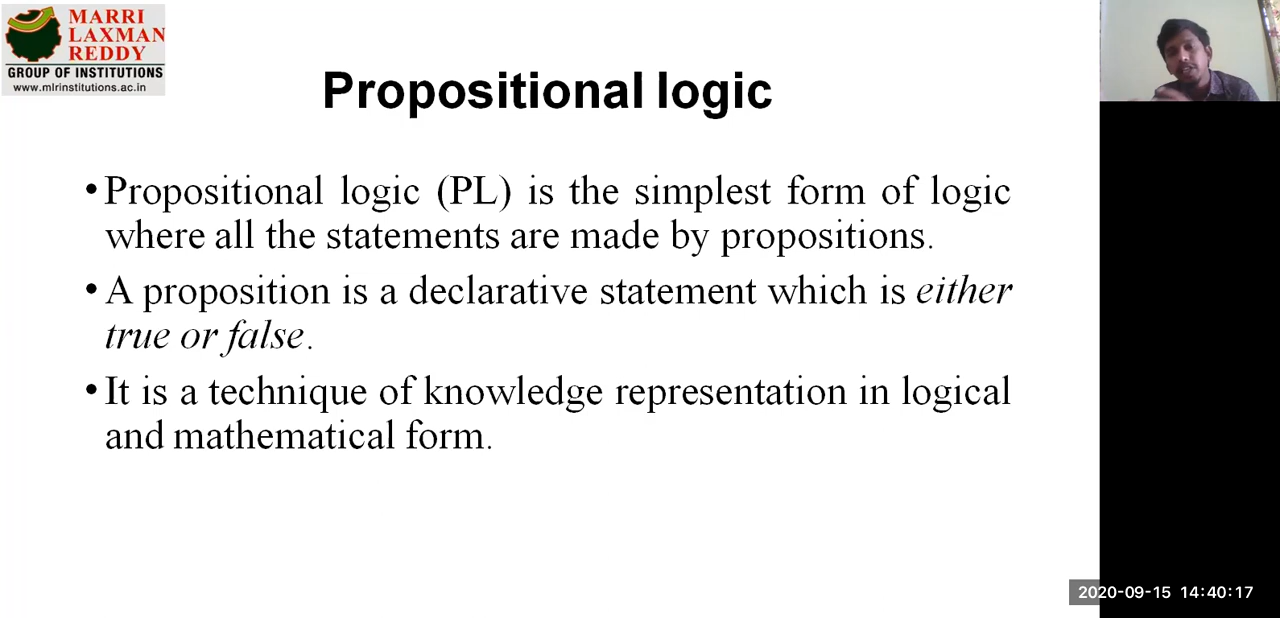 MARRI
LAXMAN
REDDY
GROUP OF INSTITUTIONS
www.mlrinstitutions.ac.in
Propositional logic
• Propositional logic (PL) is the simplest form of logic
where all the statements are made by propositions.
• A proposition is a declarative statement which is either
true or false.
• It is a technique of knowledge representation in logical
and mathematical form.
2020-09-15 14:40:17